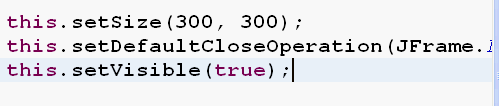 this.setSize(300, 300);
this.setDefaultCloseOperation(JFrame.
this.setVisible(true);